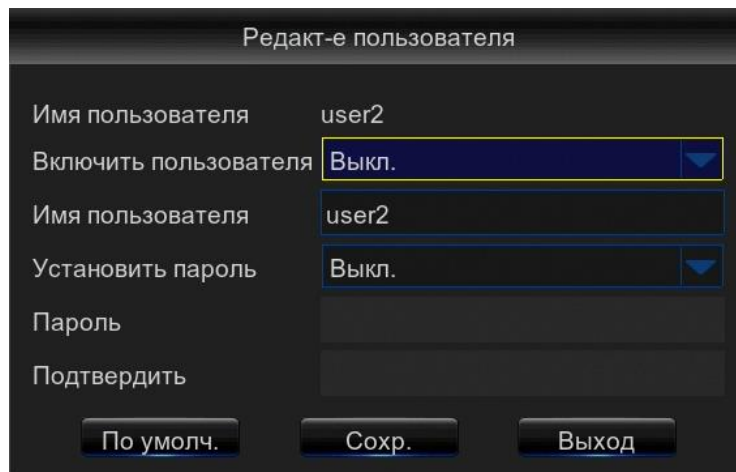 Редакт-е пользователя
Имя пользователя user2
Включить пользователя Выкл.
Имя пользователя user2
Установить пароль Выкл.
Пароль
Подтвердить
По умолч. Сохр. Выход